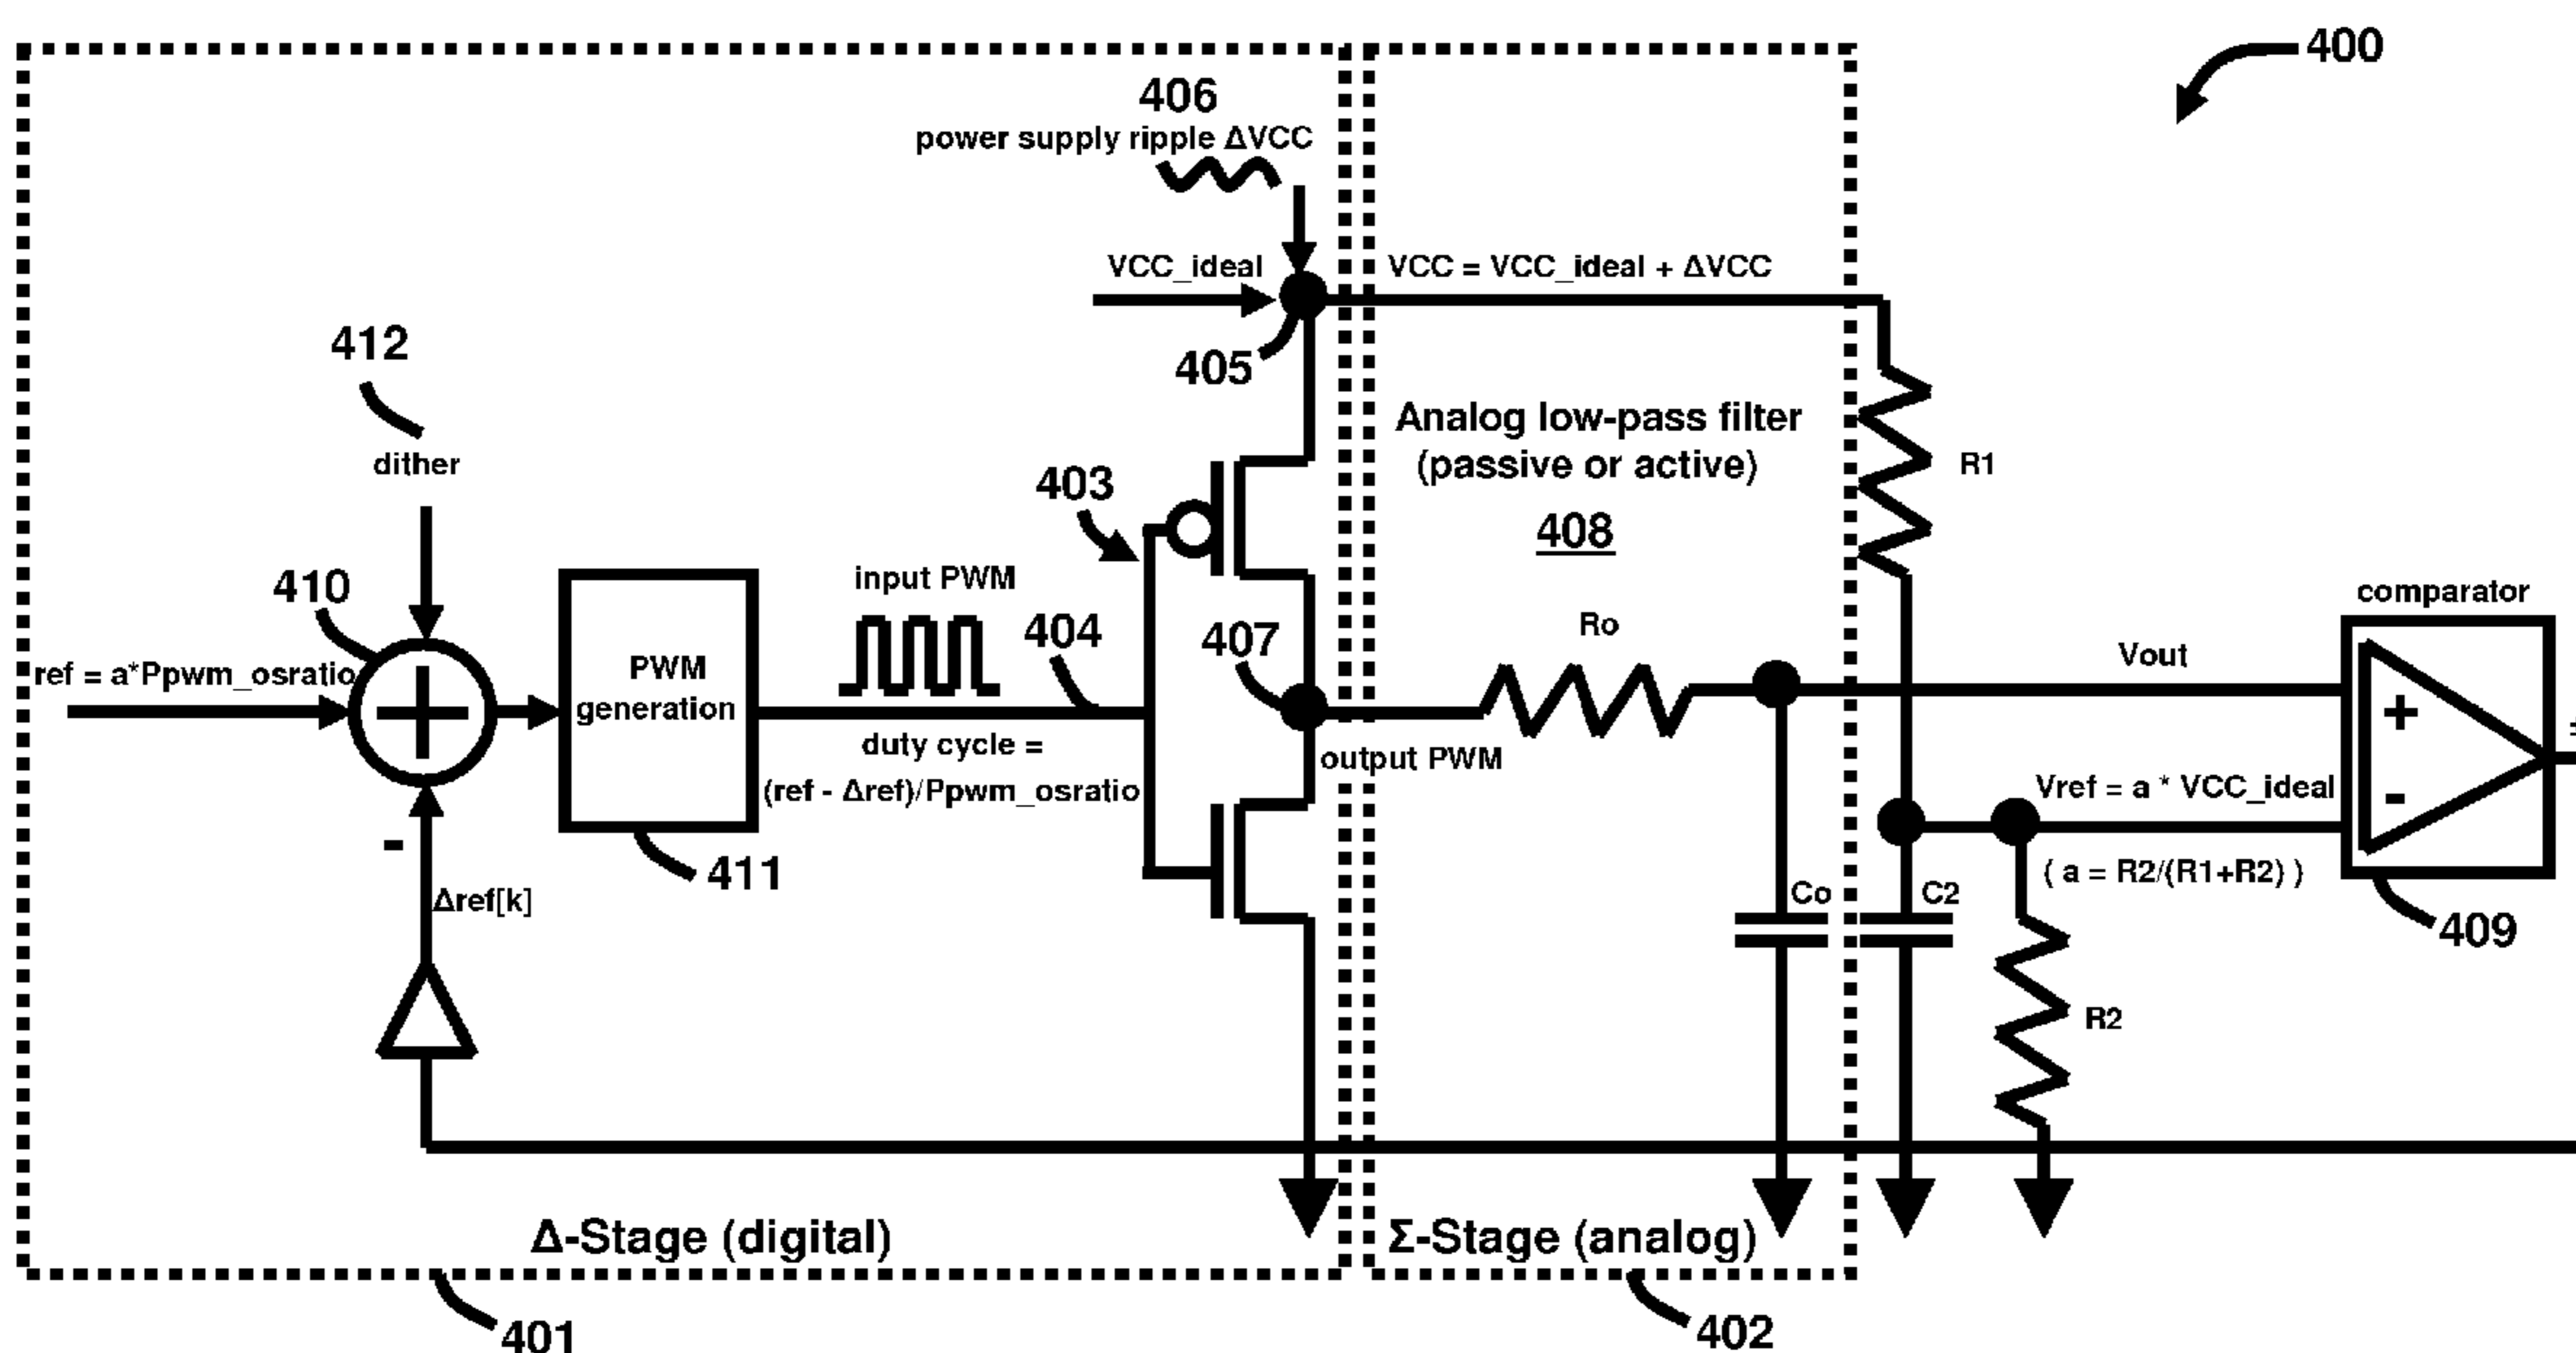 400
406
power supply ripple ΔVCC
VCC_ideal
VCC = VCC_ideal + ΔVCC
405
412
dither
Analog low-pass filter
(passive or active)
408
R1
403
410
input PWM
404
407
Ro
comparator
ref = a*Ppwm_osratio
PWM
generation
Vout
+
duty cycle =
(ref - Δref)/Ppwm_osratio
output PWM
Vref = a * VCC_ideal
-
-
411
( a = R2/(R1+R2) )
Δref[k]
Co
C2
409
R2
Δ-Stage (digital)
Σ-Stage (analog)
401
402